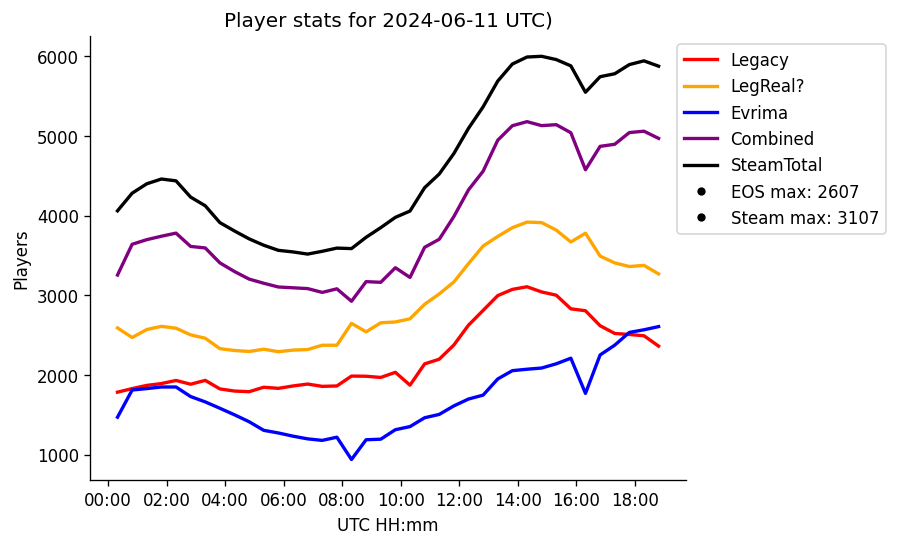 Player stats for 2024-06-11 UTC)
Legacy
LegReal?
Evrima
Combined
SteamTotal
EOS max: 2607
Steam max: 3107
Players
6000
5000
4000
3000
2000
1000
00:00 02:00 04:00 06:00 08:00 10:00 12:00 14:00 16:00 18:00
UTC HH:mm